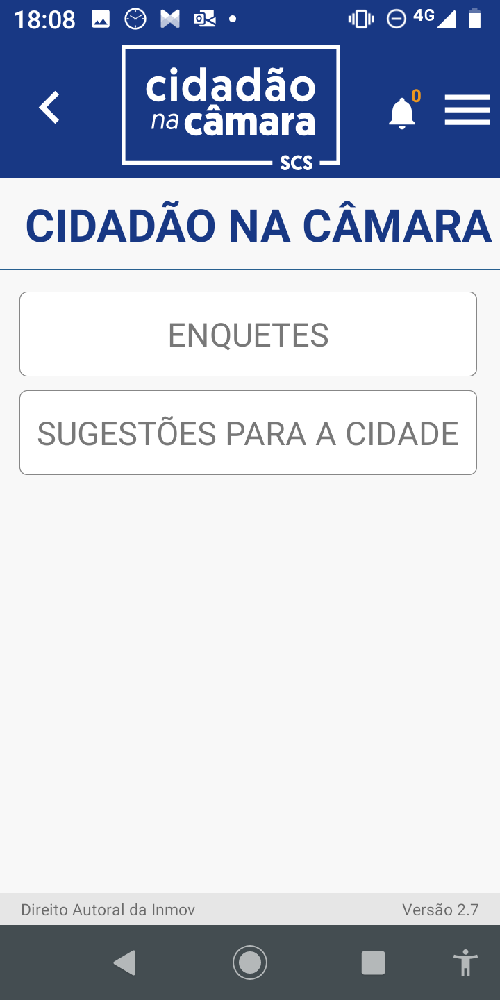 18:08
4G
cidadão
na câmara
SCS
0
CIDADÃO NA CÂMARA
ENQUETES
SUGESTÕES PARA A CIDADE
Direito Autoral da Inmov
Versão 2.7